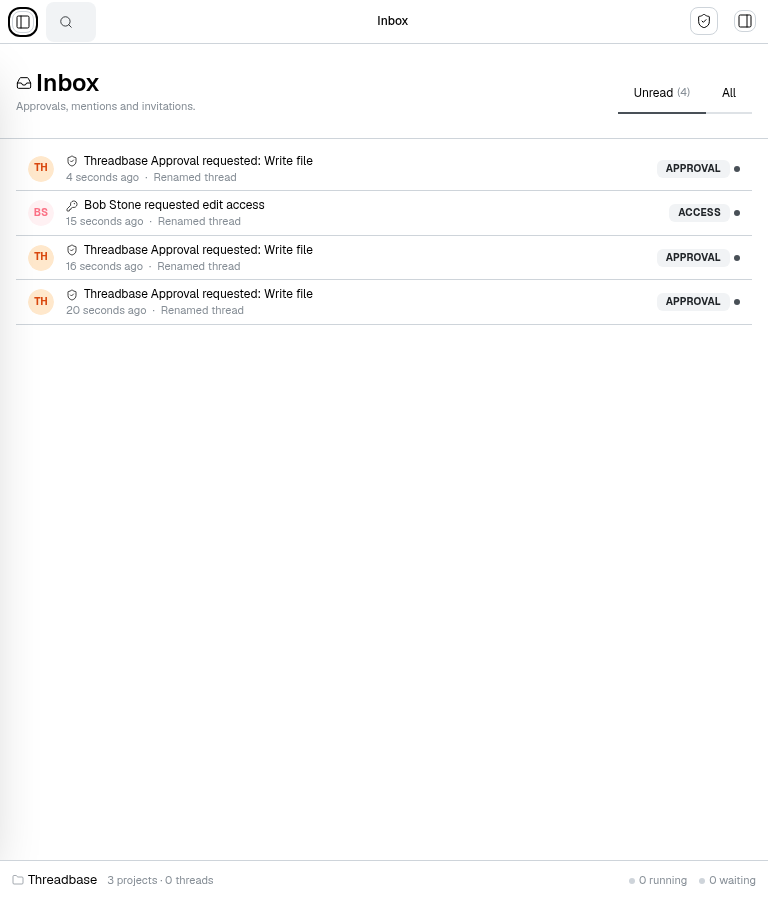 Inbox
Inbox
Approvals, mentions and invitations.
Unread (4)
All
TH
Threadbase Approval requested: Write file
4 seconds ago · Renamed thread
APPROVAL
BS
Bob Stone requested edit access
15 seconds ago · Renamed thread
ACCESS
TH
Threadbase Approval requested: Write file
16 seconds ago · Renamed thread
APPROVAL
TH
Threadbase Approval requested: Write file
20 seconds ago · Renamed thread
APPROVAL
Threadbase
3 projects · 0 threads
0 running
0 waiting